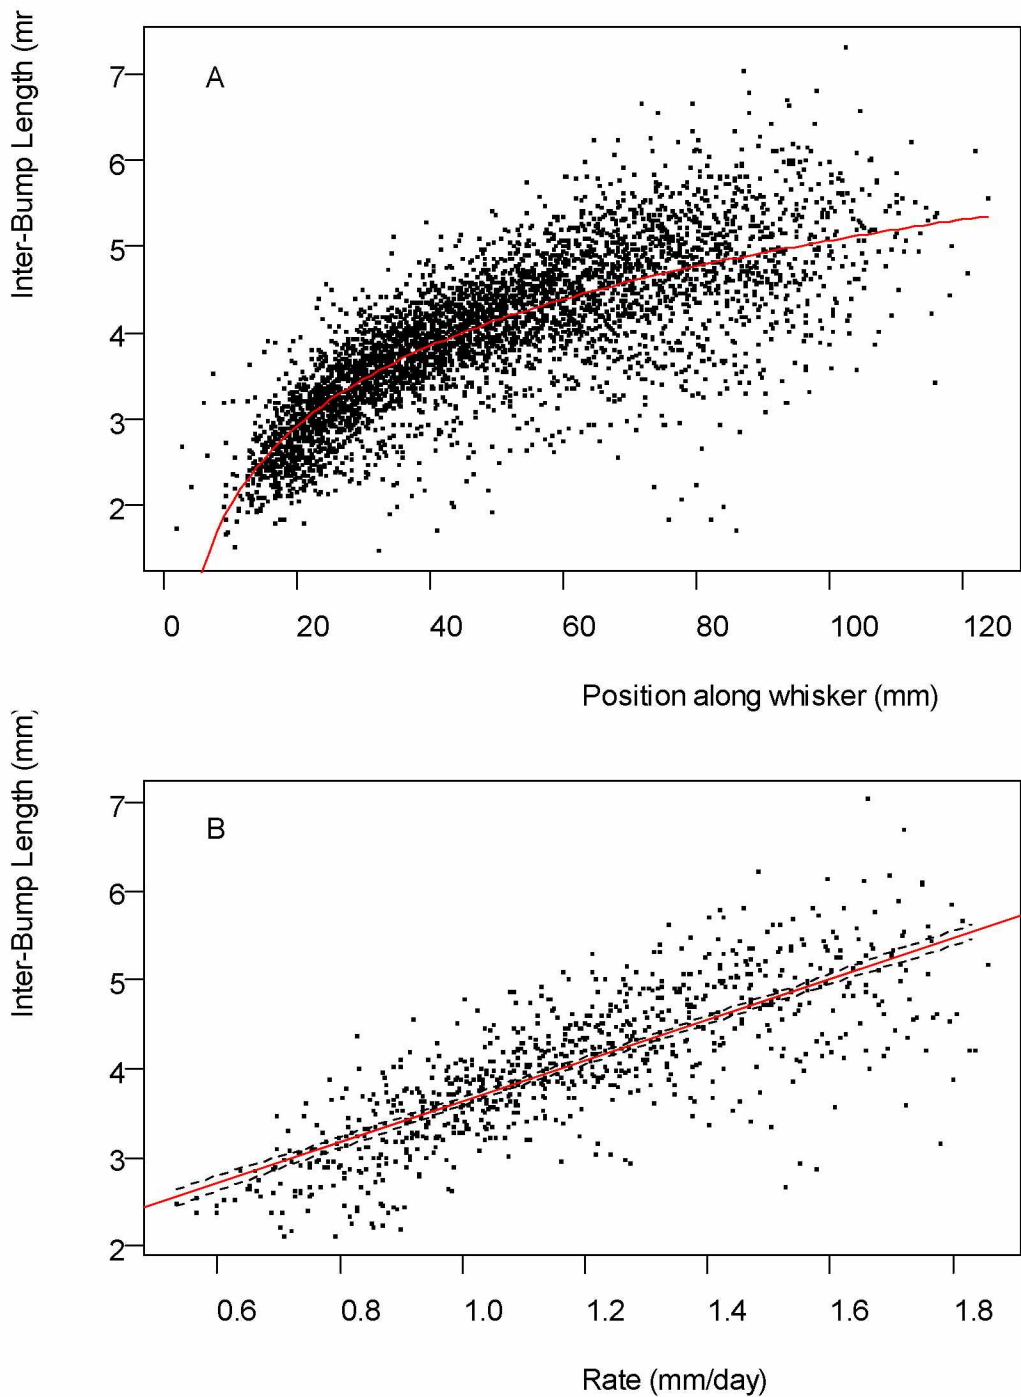 Inter-Bump Length (mr
A
7
6
5
4
3
2
0 20 40 60 80 100 120
Position along whisker (mm)
Inter-Bump Length (mm)
B
7
6
5
4
3
2
0.6 0.8 1.0 1.2 1.4 1.6 1.8
Rate (mm/day)